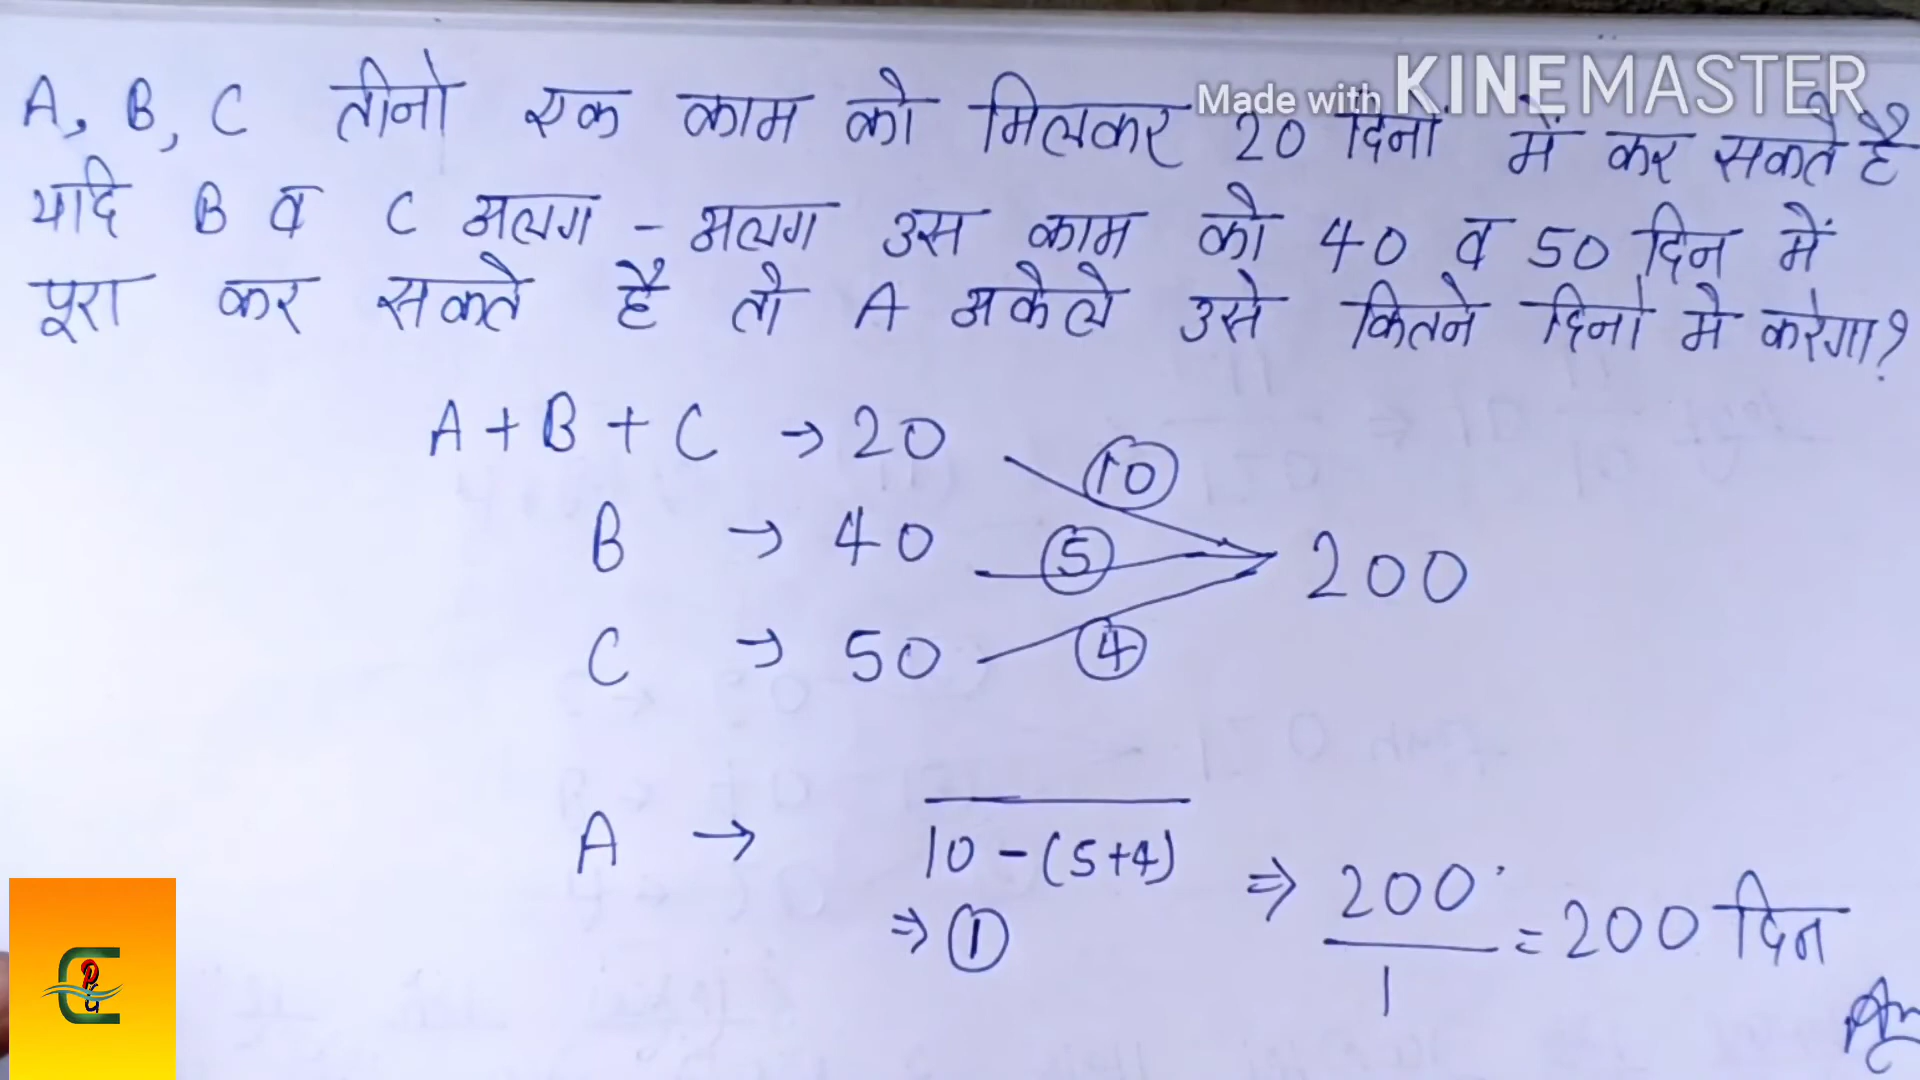 Made with KINEMASTER
A, B, C तीनो एक काम को मिलकर 20 दिनों में कर सकते है
यदि B व C अलग - अलग उस काम को 40 व 50 दिन में
पूरा कर सकते है तो A अकेले उसे कितने दिनो मे करेगा?
A + B + C → 20
10
B → 40
5
200
C → 50
4
A → 10 - (5+4)
⇒ 1
⇒ 200 / 1 = 200 दिन
Ans